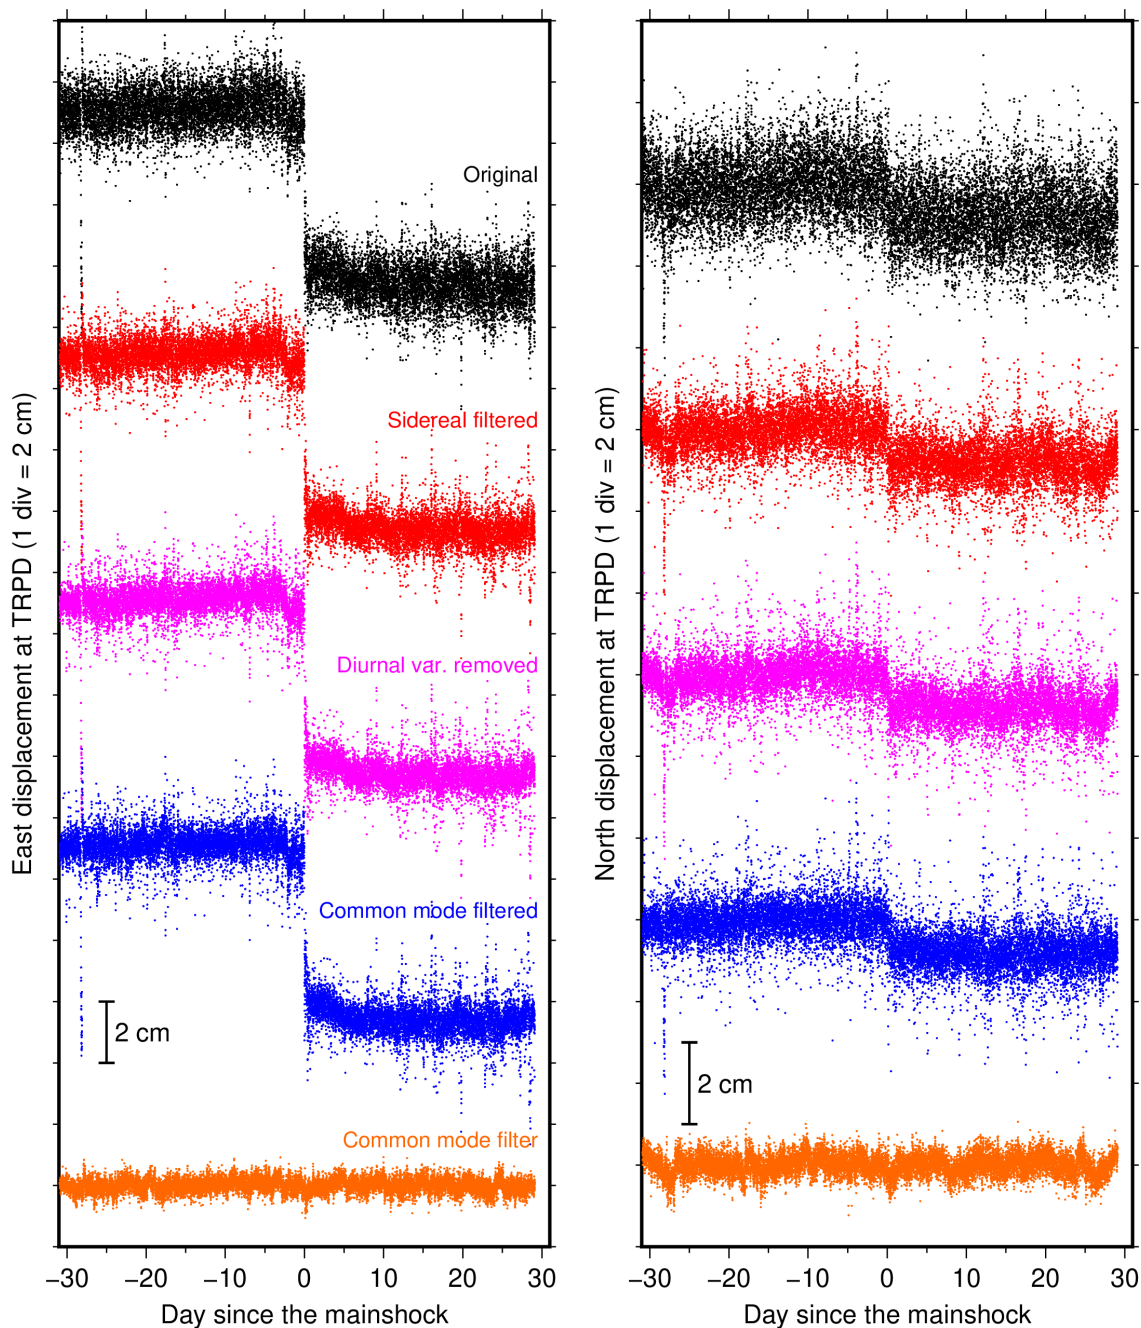 East displacement at TRPD (1 div = 2 cm)
Original
Sidereal filtered
Diurnal var. removed
Common mode filtered
2 cm
Common mode filter
−30 −20 −10 0 10 20 30
Day since the mainshock
North displacement at TRPD (1 div = 2 cm)
2 cm
−30 −20 −10 0 10 20 30
Day since the mainshock